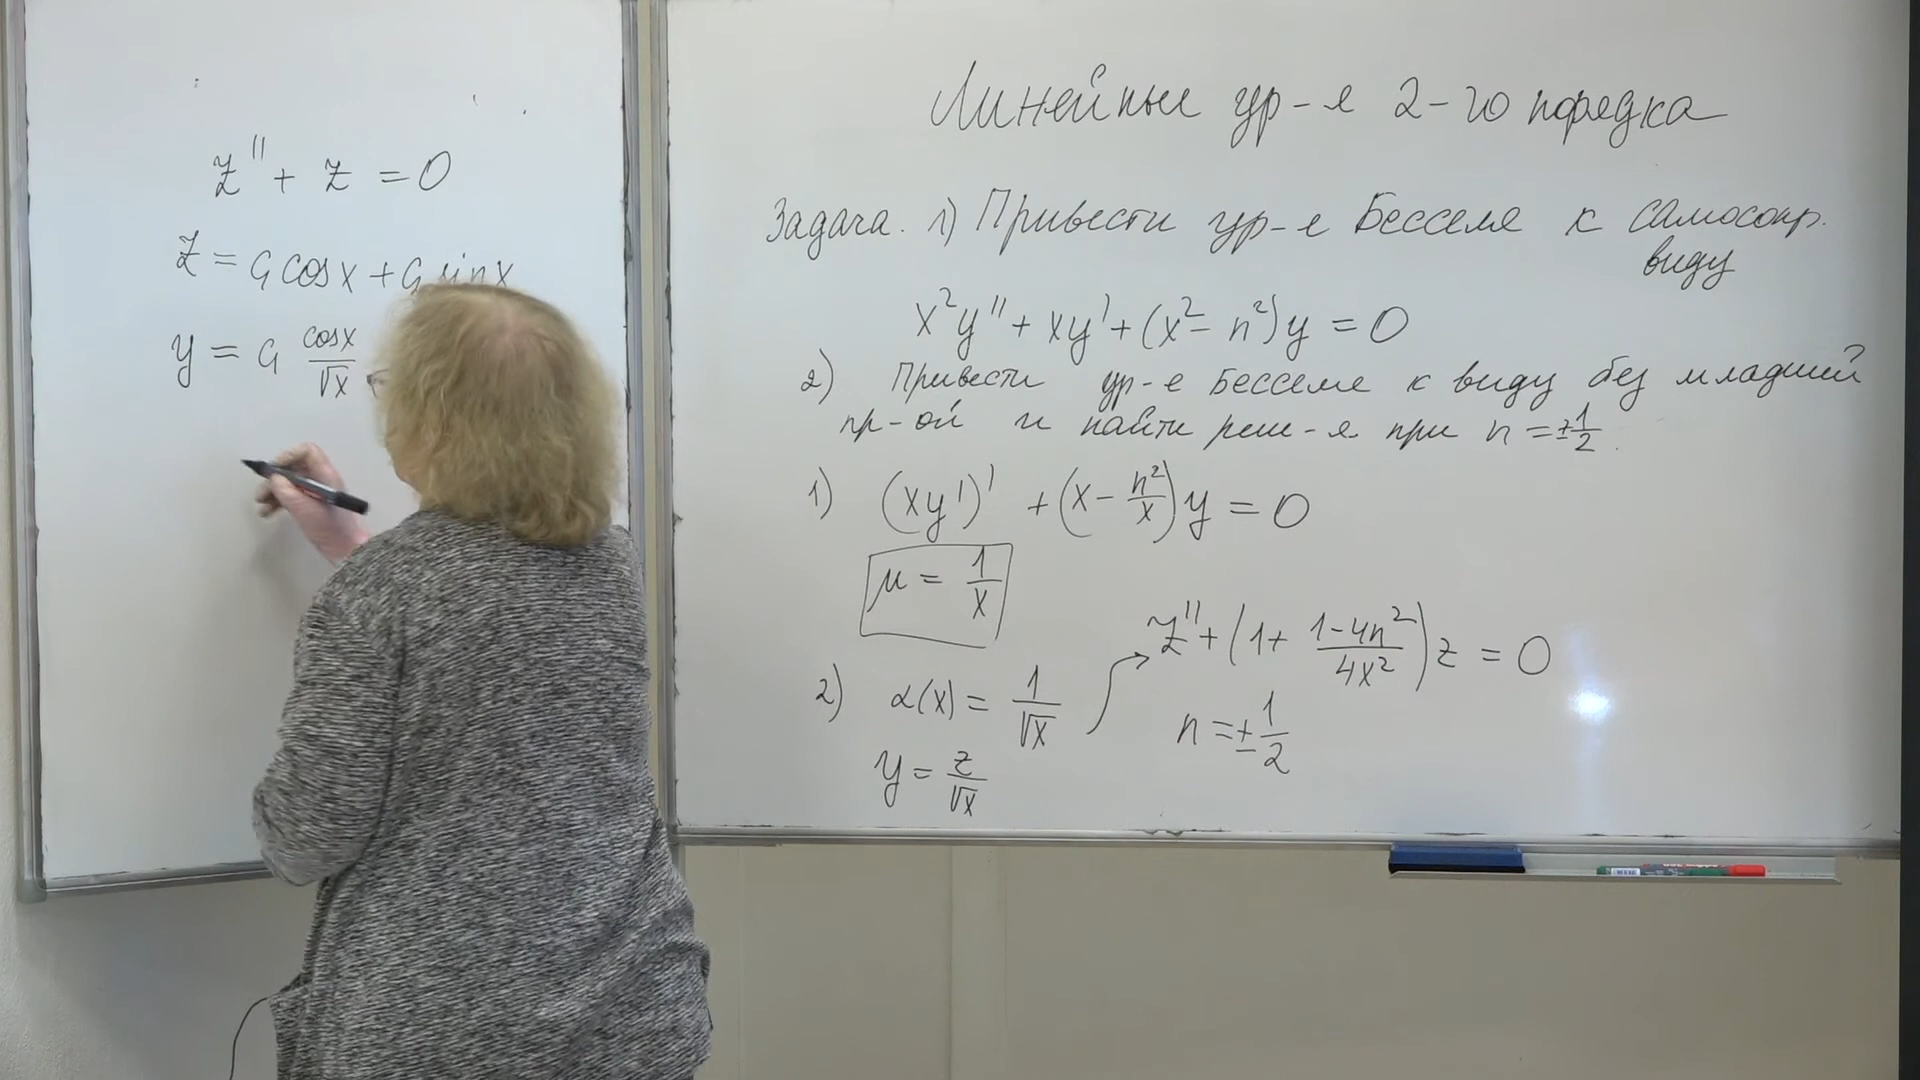 z'' + z = 0
z = C₁ cos x + C₂ sin x
y = C₁ cos x / √x
Линейные ур-я 2-го порядка
Задача. 1) Привести ур-е Бесселя к самосопр.
виду
x²y'' + xy' + (x² - n²)y = 0
2) Привести ур-е Бесселя к виду без младшей
пр-ой и найти реш-я при n = ±1/2.
1) (xy')' + (x - n²/x)y = 0
μ = 1/x
z'' + (1 + (1-4n²)/(4x²))z = 0
2) α(x) = 1/√x
n = ±1/2
y = z/√x